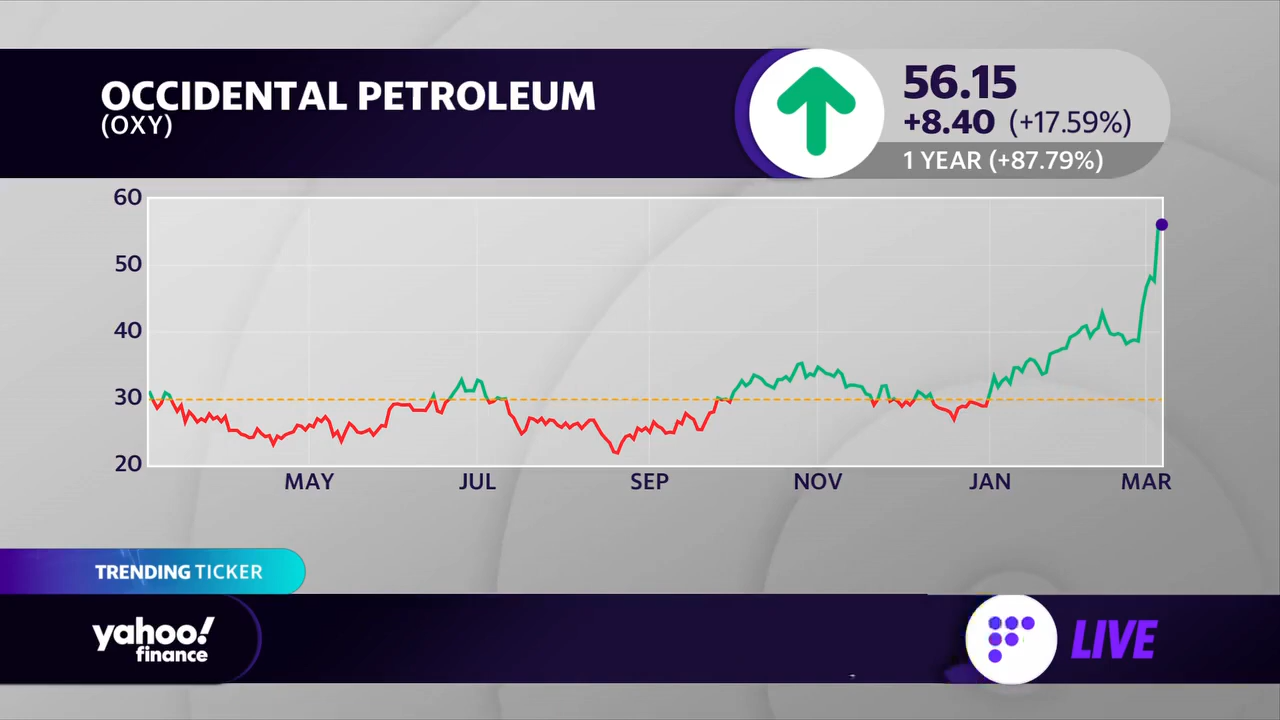 OCCIDENTAL PETROLEUM
(OXY)
56.15
+8.40 (+17.59%)
1 YEAR (+87.79%)
60
50
40
30
20
MAY JUL SEP NOV JAN MAR
TRENDING TICKER
yahoo!
finance
LIVE